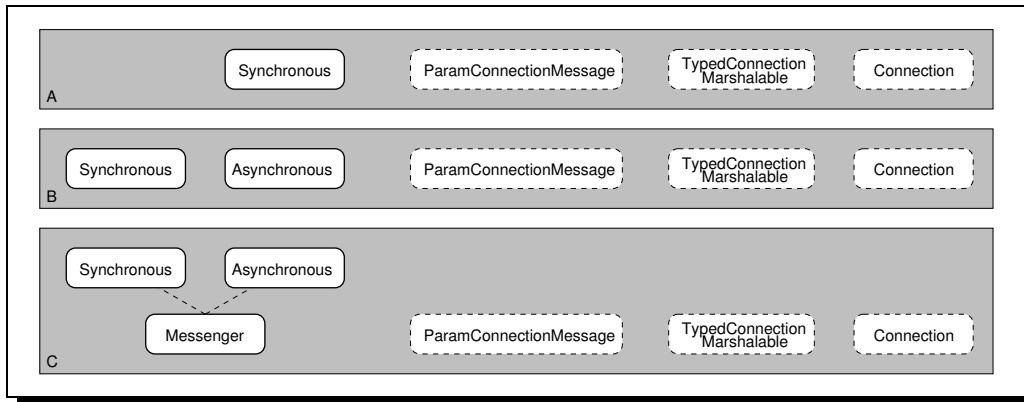 Synchronous
ParamConnectionMessage
TypedConnection
Marshalable
Connection
A
Synchronous
Asynchronous
ParamConnectionMessage
TypedConnection
Marshalable
Connection
B
Synchronous
Asynchronous
Messenger
ParamConnectionMessage
TypedConnection
Marshalable
Connection
C